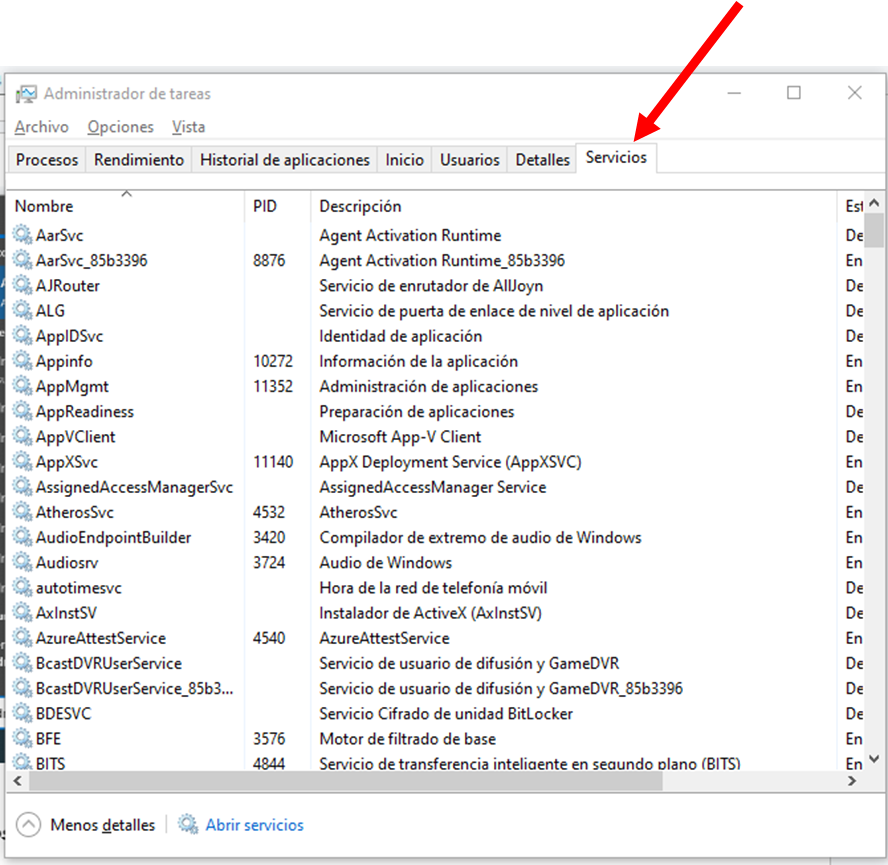 Administrador de tareas
Archivo Opciones Vista
Procesos Rendimiento Historial de aplicaciones Inicio Usuarios Detalles Servicios
Nombre PID Descripción Est
AarSvc Agent Activation Runtime De
AarSvc_85b3396 8876 Agent Activation Runtime_85b3396 En
AJRouter Servicio de enrutador de AllJoyn De
ALG Servicio de puerta de enlace de nivel de aplicación De
AppIDSvc Identidad de aplicación De
Appinfo 10272 Información de la aplicación En
AppMgmt 11352 Administración de aplicaciones En
AppReadiness Preparación de aplicaciones De
AppVClient Microsoft App-V Client De
AppXSvc 11140 AppX Deployment Service (AppXSVC) En
AssignedAccessManagerSvc AssignedAccessManager Service De
AtherosSvc 4532 AtherosSvc En
AudioEndpointBuilder 3420 Compilador de extremo de audio de Windows En
Audiosrv 3724 Audio de Windows En
autotimesvc Hora de la red de telefonía móvil De
AxInstSV Instalador de ActiveX (AxInstSV) De
AzureAttestService 4540 AzureAttestService En
BcastDVRUserService Servicio de usuario de difusión y GameDVR De
BcastDVRUserService_85b3... Servicio de usuario de difusión y GameDVR_85b3396 De
BDESVC Servicio Cifrado de unidad BitLocker De
BFE 3576 Motor de filtrado de base En
BITS 4844 Servicio de transferencia inteligente en segundo plano (BITS) En
Menos detalles Abrir servicios